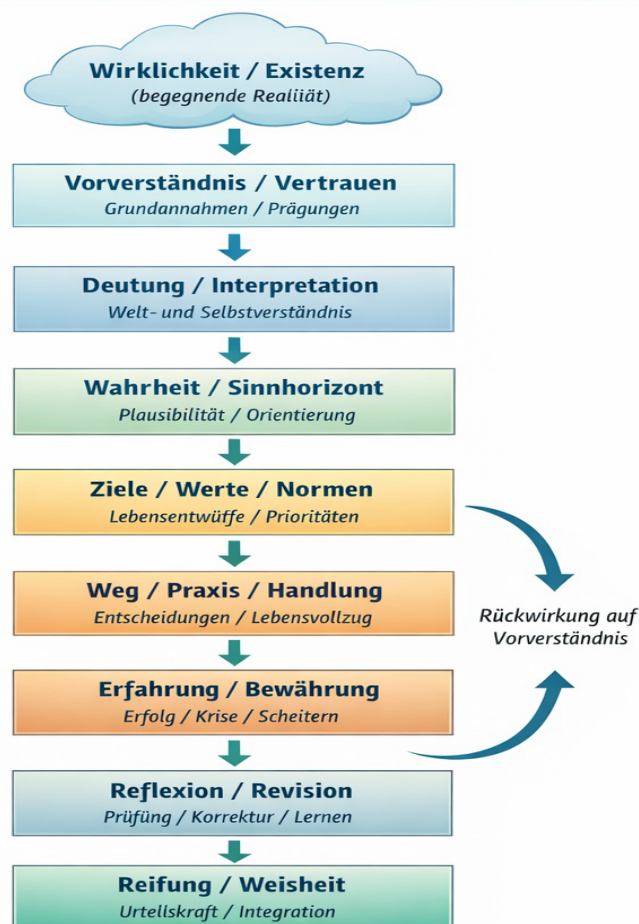 Wirklichkeit / Existenz
(begegnende Realiiät)
Vorverständnis / Vertrauen
Grundannahmen / Prägungen
Deutung / Interpretation
Welt- und Selbstverständnis
Wahrheit / Sinnhorizont
Plausibilität / Orientierung
Ziele / Werte / Normen
Lebensentwüffe / Prioritäten
Weg / Praxis / Handlung
Entscheidungen / Lebensvollzug
Rückwirkung auf
Vorverständnis
Erfahrung / Bewährung
Erfolg / Krise / Scheitern
Reflexion / Revision
Prüfung / Korrektur / Lernen
Reifung / Weisheit
Urtellskraft / Integration